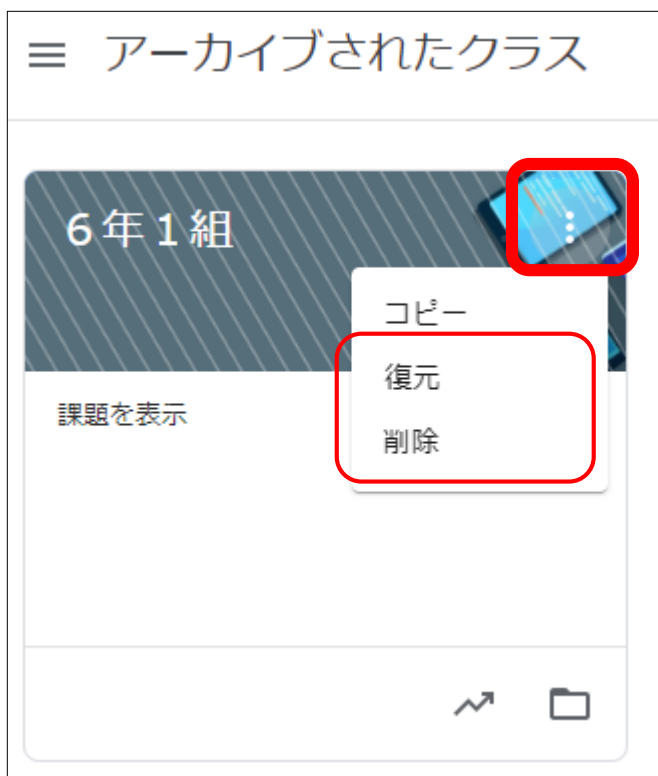 アーカイブされたクラス
6年1組
コピー
復元
削除
課題を表示